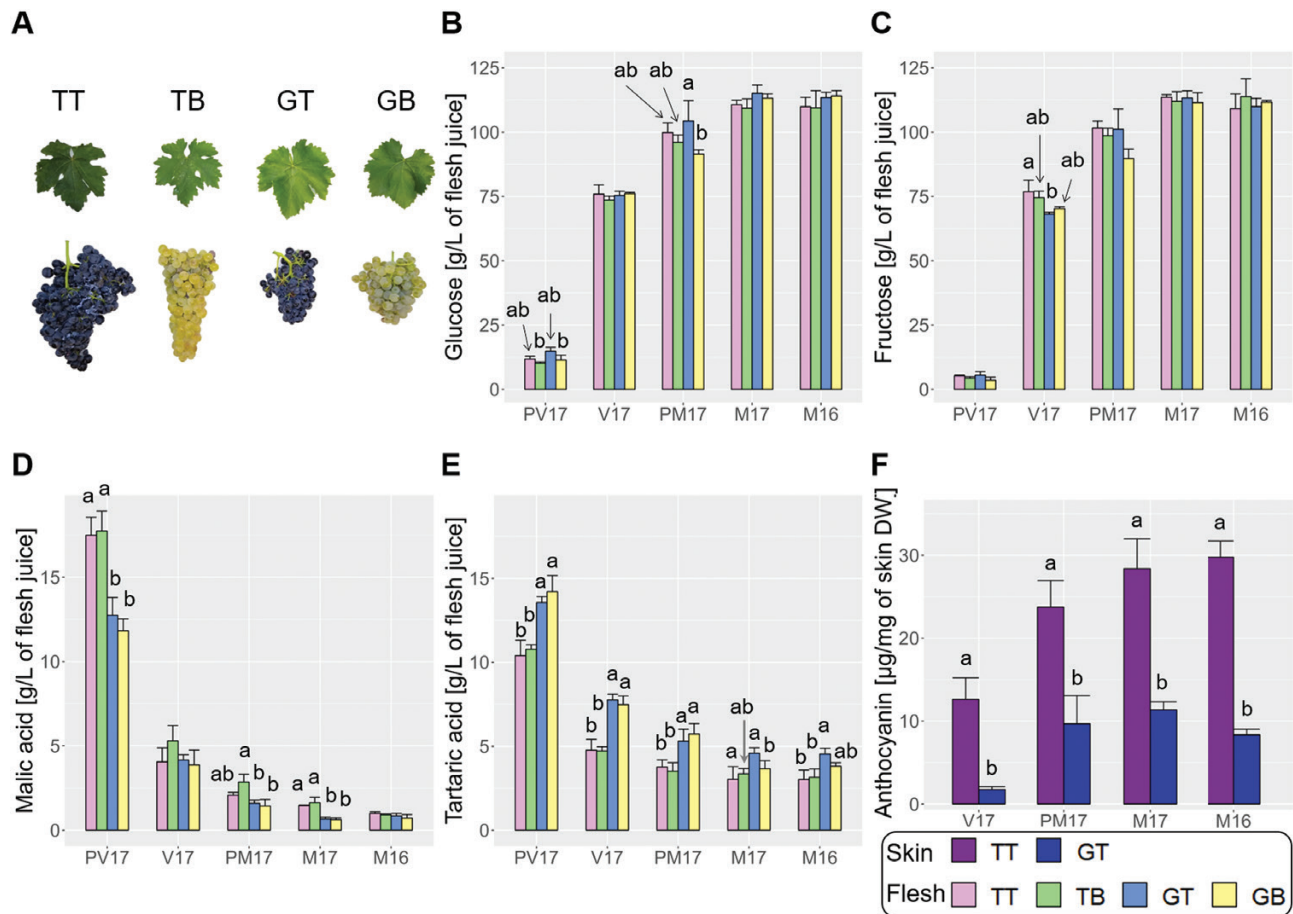 A
TT TB GT GB
B
Glucose [g/L of flesh juice]
125
100
75
50
25
0
ab
b
ab
b
ab
ab
a
b
PV17 V17 PM17 M17 M16
C
Fructose [g/L of flesh juice]
125
100
75
50
25
0
a
ab
b
ab
PV17 V17 PM17 M17 M16
D
Malic acid [g/L of flesh juice]
15
10
5
0
a a
b b
ab a b b
a a b b
PV17 V17 PM17 M17 M16
E
Tartaric acid [g/L of flesh juice]
15
10
5
0
b b a a
b b a a
b b a a
a ab a b
b b a ab
PV17 V17 PM17 M17 M16
F
Anthocyanin [µg/mg of skin DW]
30
20
10
0
a b
a b
a b
a b
V17 PM17 M17 M16
Skin TT GT
Flesh TT TB GT GB